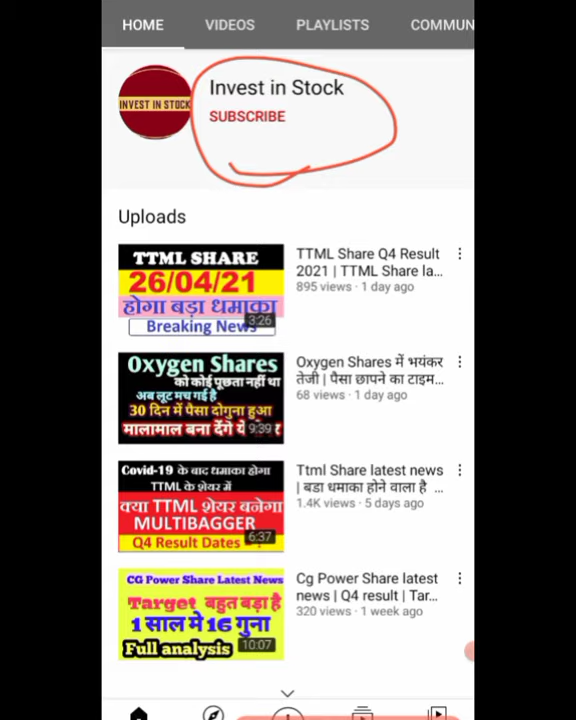 HOME VIDEOS PLAYLISTS COMMUN
INVEST IN STOCK
Invest in Stock
SUBSCRIBE
Uploads
TTML SHARE
26/04/21
होगा बड़ा धमाका
Breaking News
3:26
TTML Share Q4 Result
2021 | TTML Share la...
895 views · 1 day ago
Oxygen Shares
को कोई पूछता नहीं था
अब लूट मच गई है
30 दिन में पैसा दोगुना हुआ
मालामाल बना देंगे ये
9:39
Oxygen Shares में भयंकर
तेजी | पैसा छापने का टाइम...
68 views · 1 day ago
Covid-19 के बाद धमाका होगा
TTML के शेयर में
क्या TTML शेयर बनेगा
MULTIBAGGER
Q4 Result Dates
6:37
Ttml Share latest news
| बडा धमाका होने वाला है ...
1.4K views · 5 days ago
CG Power Share Latest News
Target बहुत बड़ा है
1 साल मे 16 गुना
Full analysis
10:07
Cg Power Share latest
news | Q4 result | Tar...
320 views · 1 week ago